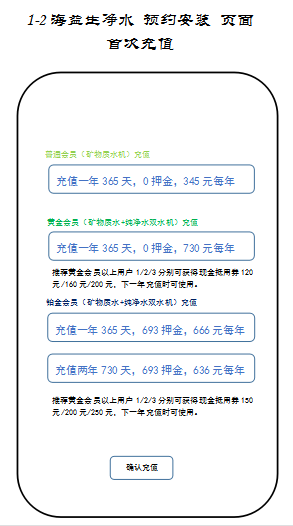 1-2 海益生净水 预约安装 页面
首次充值
普通会员（矿物质水机）充值
充值一年 365 天，0 押金，345 元每年
黄金会员（矿物质水+纯净水双水机）充值
充值一年 365 天，0 押金，730 元每年
推荐黄金会员以上用户 1/2/3 分别可获得现金抵用券 120
元/160 元/200 元，下一年充值时可使用。
铂金会员（矿物质水+纯净水双水机）充值
充值一年 365 天，693 押金，666 元每年
充值两年 730 天，693 押金，636 元每年
推荐黄金会员以上用户 1/2/3 分别可获得现金抵用券 150
元/200 元/250 元，下一年充值时可使用。
确认充值